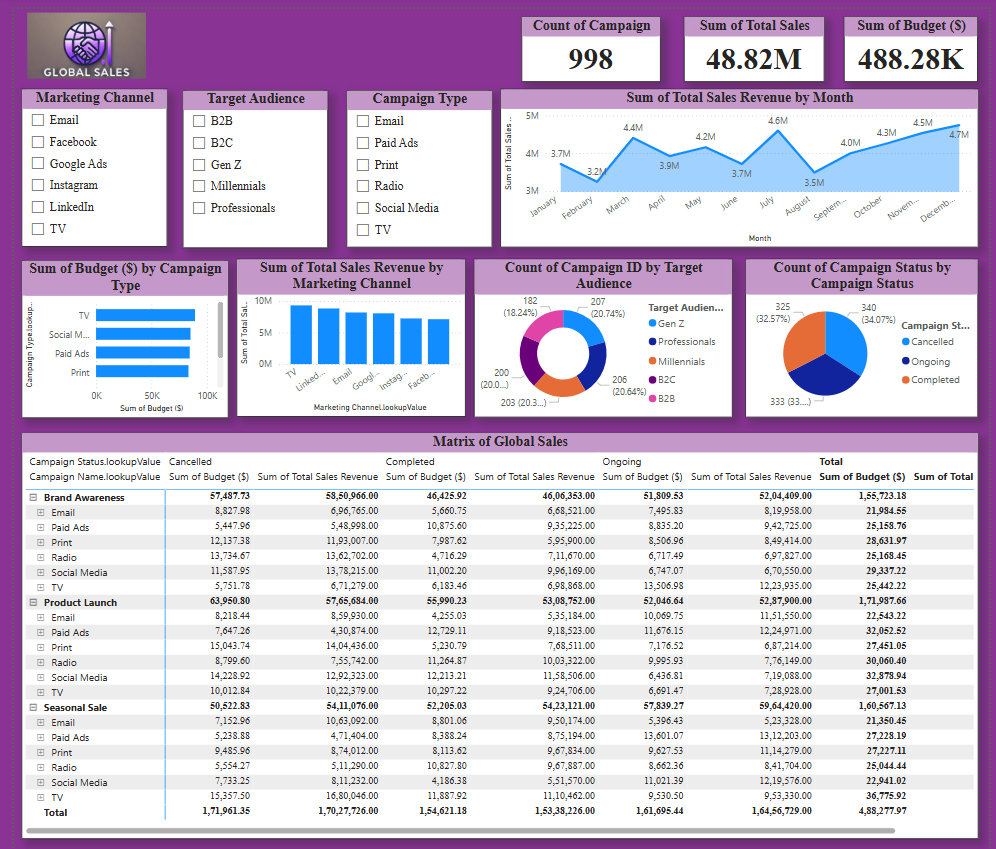 GLOBAL SALES
Count of Campaign
998
Sum of Total Sales
48.82M
Sum of Budget ($)
488.28K
Marketing Channel
Email
Facebook
Google Ads
Instagram
LinkedIn
TV
Target Audience
B2B
B2C
Gen Z
Millennials
Professionals
Campaign Type
Email
Paid Ads
Print
Radio
Social Media
TV
Sum of Total Sales Revenue by Month
Sum of Total Sales ...
5M
4M
3M
3.7M
3.2M
4.4M
3.9M
4.2M
3.7M
4.6M
3.5M
4.0M
4.3M
4.5M
4.7M
January
February
March
April
May
June
July
August
Septem...
October
Novem...
Decemb...
Month
Sum of Budget ($) by Campaign
Type
Campaign Type.lookup...
TV
Social M...
Paid Ads
Print
0K
50K
100K
Sum of Budget ($)
Sum of Total Sales Revenue by
Marketing Channel
Sum of Total Sal...
10M
5M
0M
TV
Linked...
Email
Googl...
Instag...
Faceb...
Marketing Channel.lookupValue
Count of Campaign ID by Target
Audience
182
(18.24%)
207
(20.74%)
200
(20.0...)
206
(20.64%)
203 (20.3...)
Target Audien...
Gen Z
Professionals
Millennials
B2C
B2B
Count of Campaign Status by
Campaign Status
325
(32.57%)
340
(34.07%)
333 (33....)
Campaign St...
Cancelled
Ongoing
Completed
Matrix of Global Sales
Campaign Status.lookupValue Cancelled Completed Ongoing Total
Campaign Name.lookupValue Sum of Budget ($) Sum of Total Sales Revenue Sum of Budget ($) Sum of Total Sales Revenue Sum of Budget ($) Sum of Total Sales Revenue Sum of Budget ($) Sum of Total
Brand Awareness 57,487.73 58,50,966.00 46,425.92 46,06,353.00 51,809.53 52,04,409.00 1,55,723.18
Email 8,827.98 6,96,765.00 5,660.75 6,68,521.00 7,495.83 8,19,958.00 21,984.55
Paid Ads 5,447.96 5,48,998.00 10,875.60 9,35,225.00 8,835.20 9,42,725.00 25,158.76
Print 12,137.38 11,93,007.00 7,987.62 5,95,900.00 8,506.96 8,49,414.00 28,631.97
Radio 13,734.67 13,62,702.00 4,716.29 7,11,670.00 6,717.49 6,97,827.00 25,168.45
Social Media 11,587.95 13,78,215.00 11,002.20 9,96,169.00 6,747.07 6,70,550.00 29,337.22
TV 5,751.78 6,71,279.00 6,183.46 6,98,868.00 13,506.98 12,23,935.00 25,442.22
Product Launch 63,950.80 57,65,684.00 55,990.23 53,08,752.00 52,046.64 52,87,900.00 1,71,987.66
Email 8,218.44 8,59,930.00 4,255.03 5,35,184.00 10,069.75 11,51,550.00 22,543.22
Paid Ads 7,647.26 4,30,874.00 12,729.11 9,18,523.00 11,676.15 12,24,971.00 32,052.52
Print 15,043.74 14,04,436.00 5,230.79 7,68,511.00 7,176.52 6,87,214.00 27,451.05
Radio 8,799.60 7,55,742.00 11,264.87 10,03,322.00 9,995.93 7,76,149.00 30,060.40
Social Media 14,228.92 12,92,323.00 12,213.21 11,58,506.00 6,436.81 7,19,088.00 32,878.94
TV 10,012.84 10,22,379.00 10,297.22 9,24,706.00 6,691.47 7,28,928.00 27,001.53
Seasonal Sale 50,522.83 54,11,076.00 52,205.03 54,23,121.00 57,839.27 59,64,420.00 1,60,567.13
Email 7,152.96 10,63,092.00 8,801.06 9,50,174.00 5,396.43 5,23,328.00 21,350.45
Paid Ads 5,238.88 4,71,404.00 8,388.24 8,75,194.00 13,601.07 13,12,203.00 27,228.19
Print 9,485.96 8,74,012.00 8,113.62 9,67,834.00 9,627.53 11,14,279.00 27,227.11
Radio 5,554.27 5,11,290.00 10,827.80 9,67,887.00 8,662.36 8,41,704.00 25,044.44
Social Media 7,733.25 8,11,232.00 4,186.38 5,51,570.00 11,021.39 12,19,576.00 22,941.02
TV 15,357.50 16,80,046.00 11,887.92 11,10,462.00 9,530.50 9,53,330.00 36,775.92
Total 1,71,961.35 1,70,27,726.00 1,54,621.18 1,53,38,226.00 1,61,695.44 1,64,56,729.00 4,88,277.97